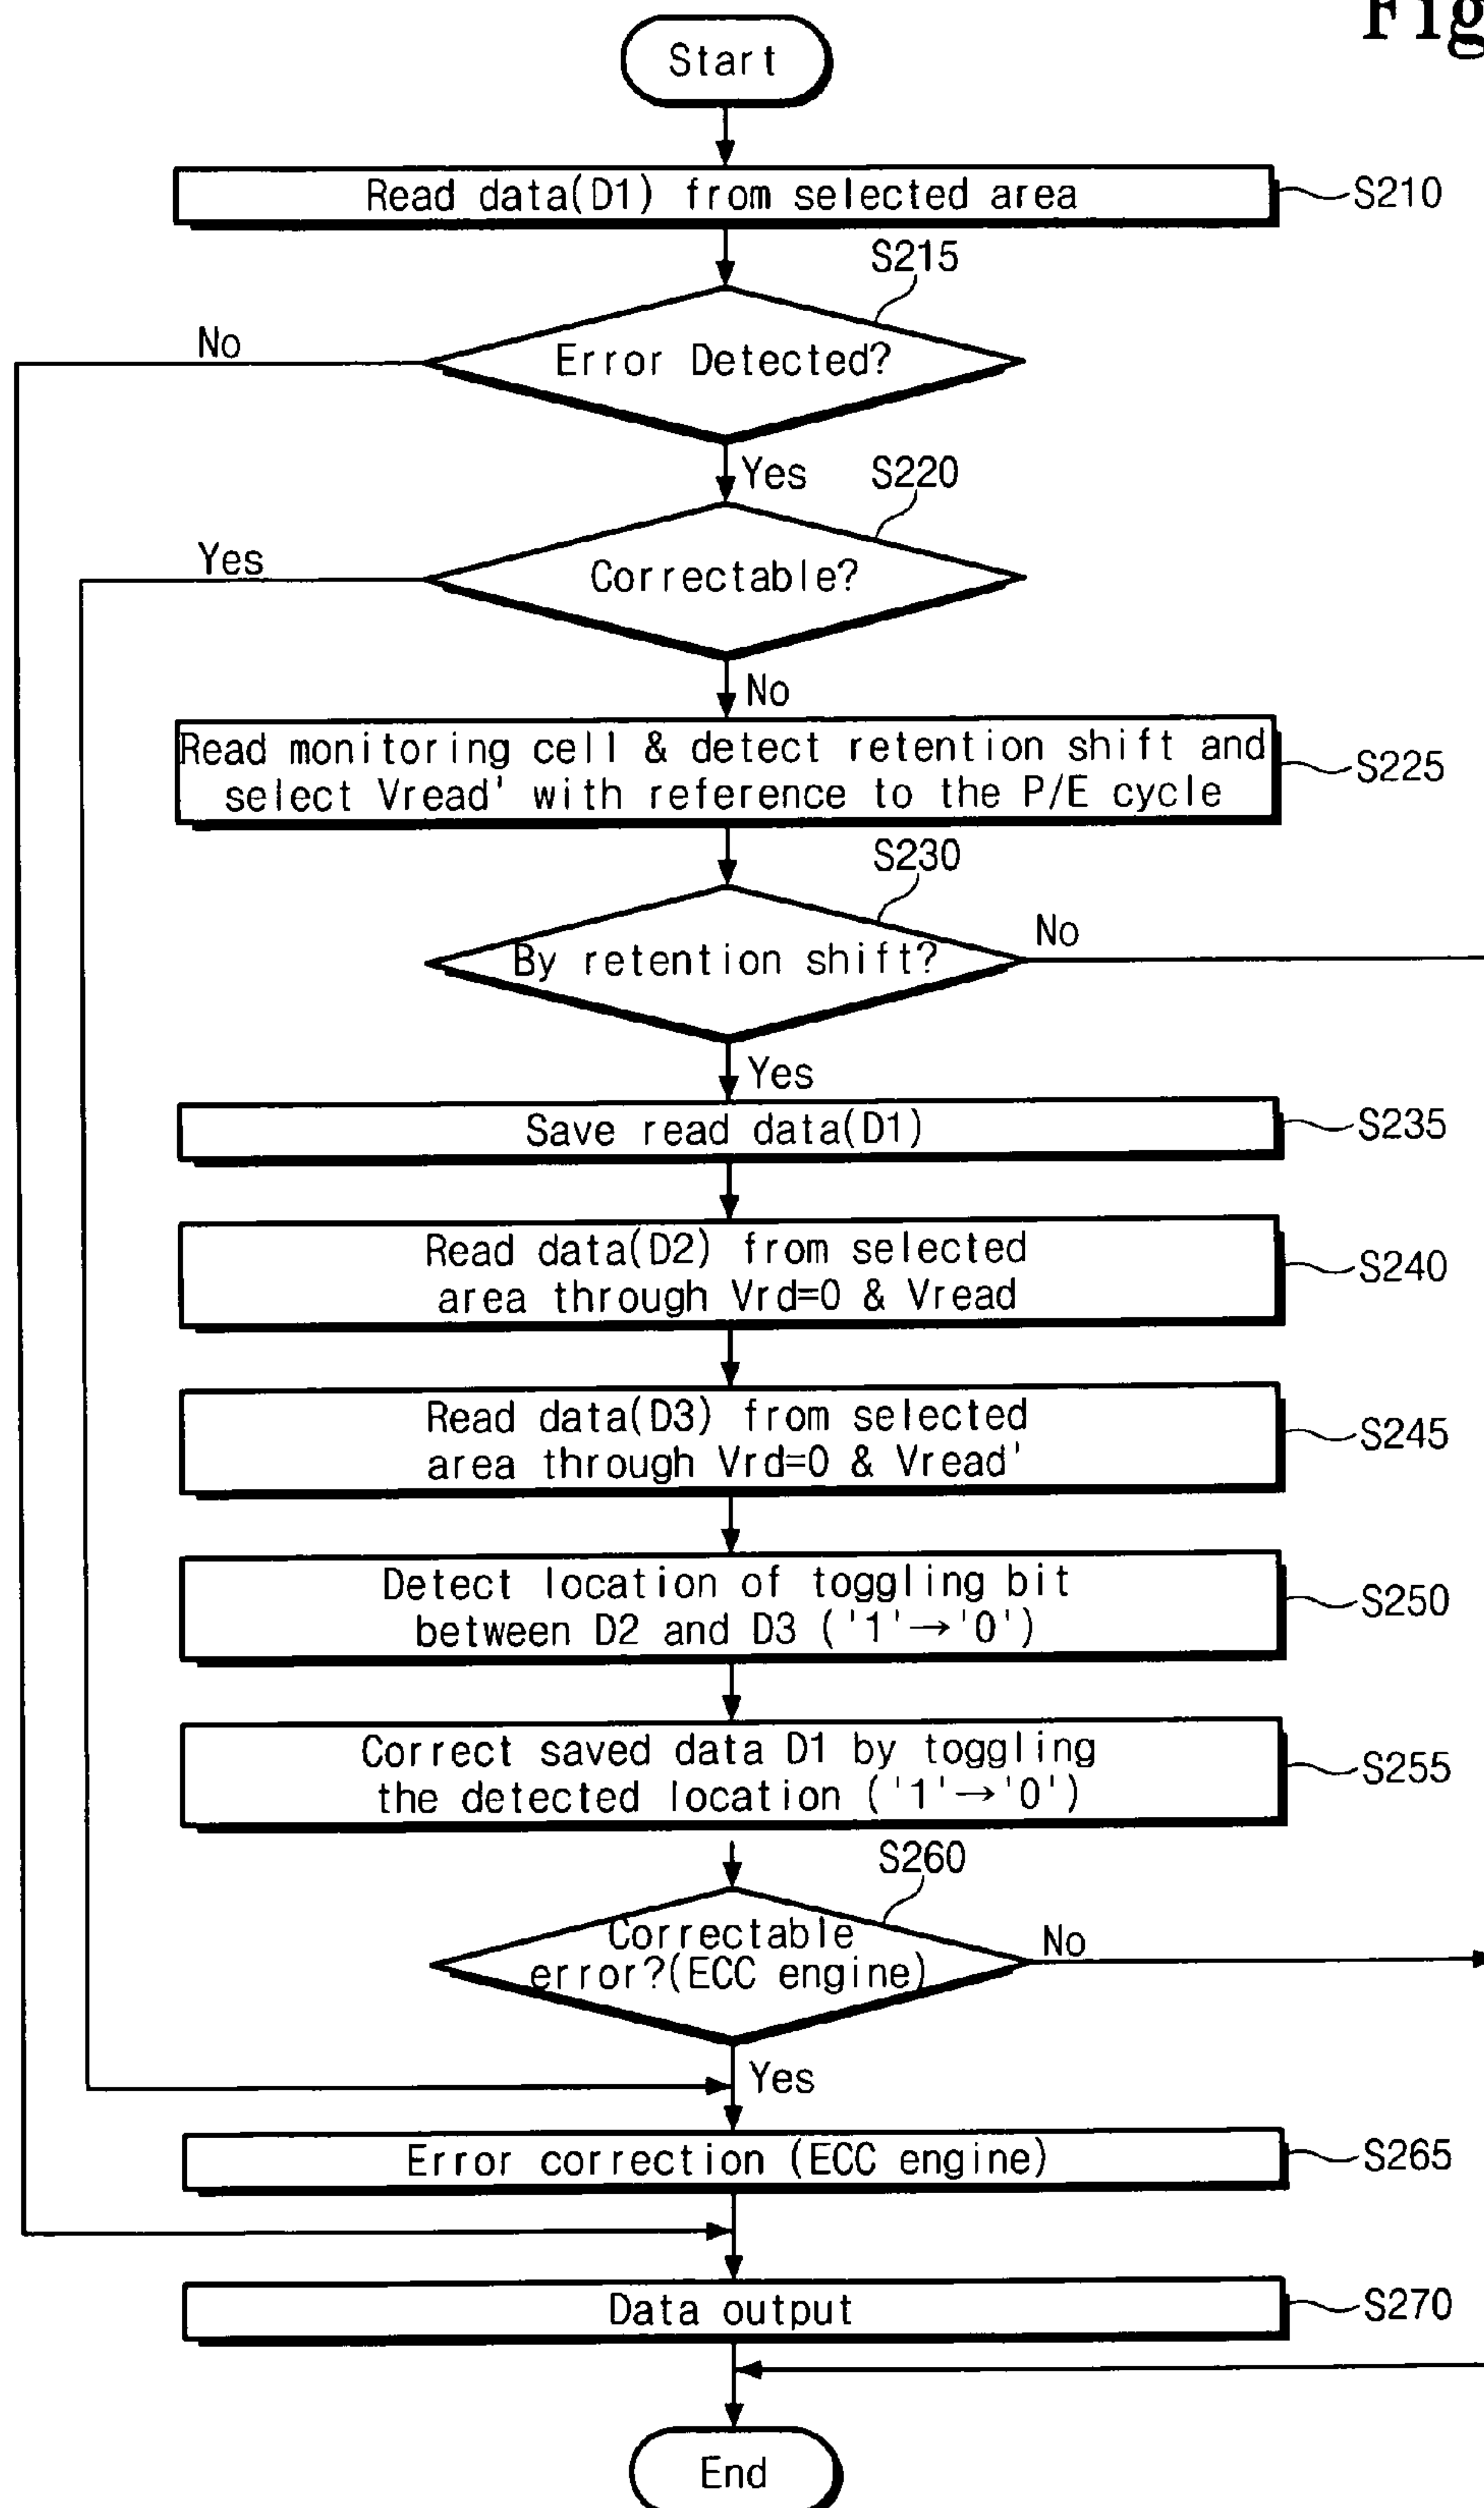 Fig
Start
Read data(D1) from selected area
S210
S215
Error Detected?
No
Yes
S220
Correctable?
Yes
No
Read monitoring cell & detect retention shift and
select Vread' with reference to the P/E cycle
S225
S230
By retention shift?
No
Yes
Save read data(D1)
S235
Read data(D2) from selected
area through Vrd=0 & Vread
S240
Read data(D3) from selected
area through Vrd=0 & Vread'
S245
Detect location of toggling bit
between D2 and D3 ('1'→'0')
S250
Correct saved data D1 by toggling
the detected location ('1'→'0')
S255
S260
Correctable
error?(ECC engine)
No
Yes
Error correction (ECC engine)
S265
Data output
S270
End